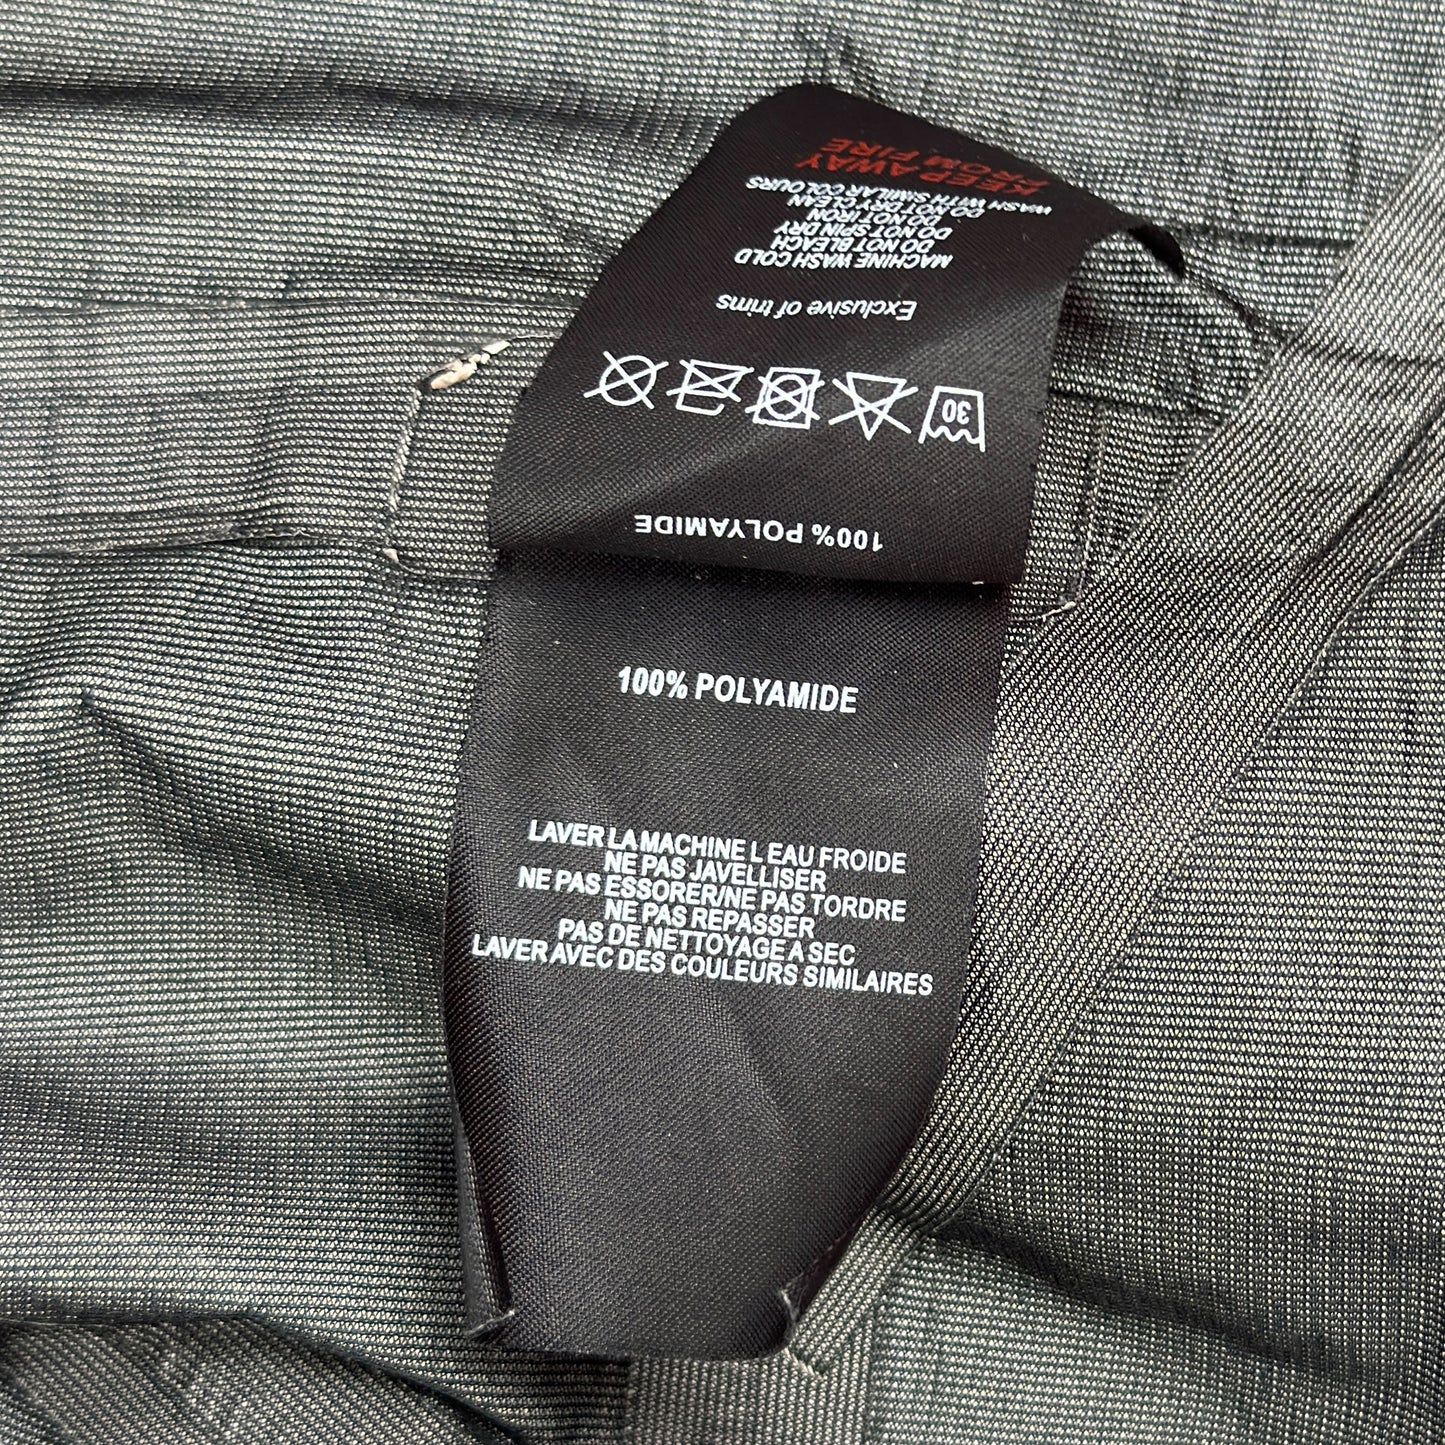 100% POLYAMIDE
30
Exclusive of trims
MACHINE WASH COLD
DO NOT BLEACH
DO NOT SPIN DRY
DO NOT IRON
DO NOT DRY CLEAN
WASH WITH SIMILAR COLOURS
KEEP AWAY
FROM FIRE
100% POLYAMIDE
LAVER LA MACHINE L EAU FROIDE
NE PAS JAVELLISER
NE PAS ESSORER/NE PAS TORDRE
NE PAS REPASSER
PAS DE NETTOYAGE A SEC
LAVER AVEC DES COULEURS SIMILAIRES